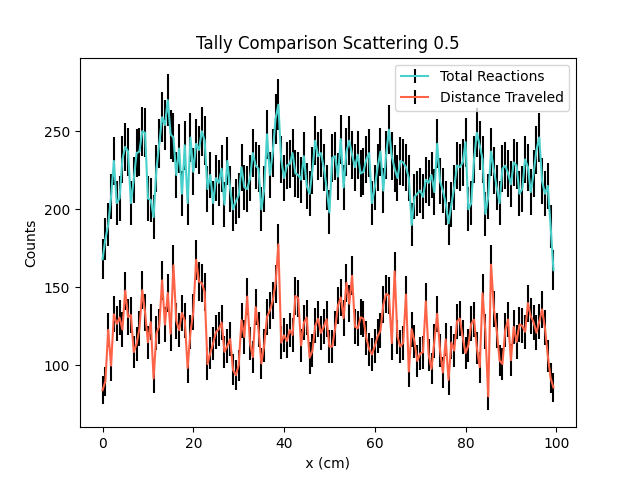 Tally Comparison Scattering 0.5
Total Reactions
Distance Traveled
250
200
150
100
Counts
0 20 40 60 80 100
x (cm)